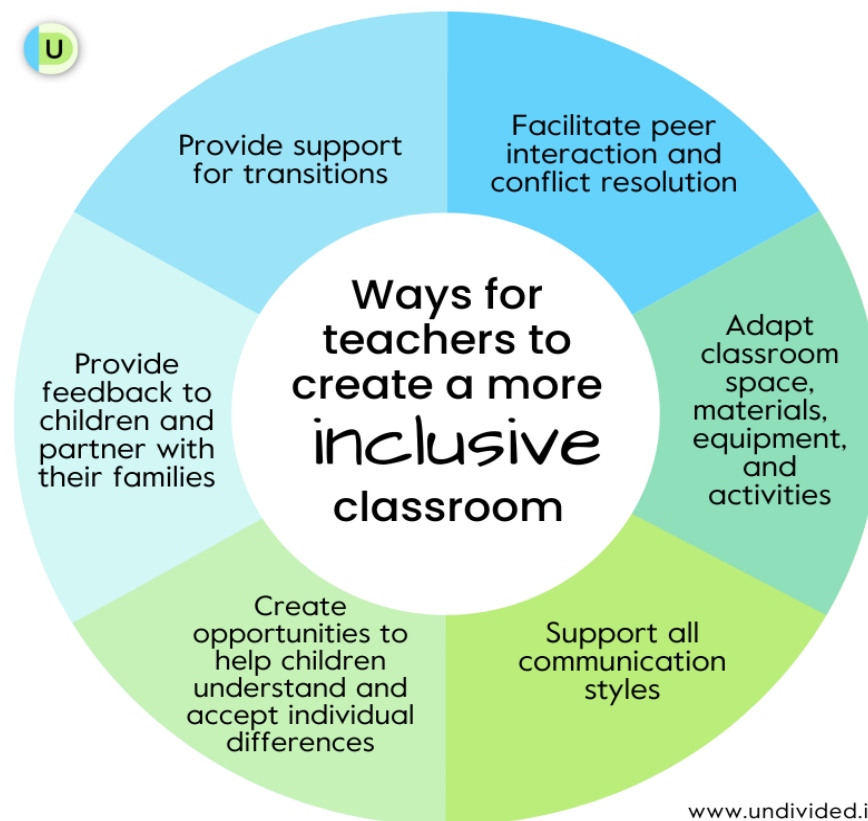 U
Provide support
for transitions
Facilitate peer
interaction and
conflict resolution
Ways for
teachers to
create a more
inclusive
classroom
Adapt
classroom
space,
materials,
equipment,
and
activities
Provide
feedback to
children and
partner with
their families
Create
opportunities to
help children
understand and
accept individual
differences
Support all
communication
styles
www.undivided.i